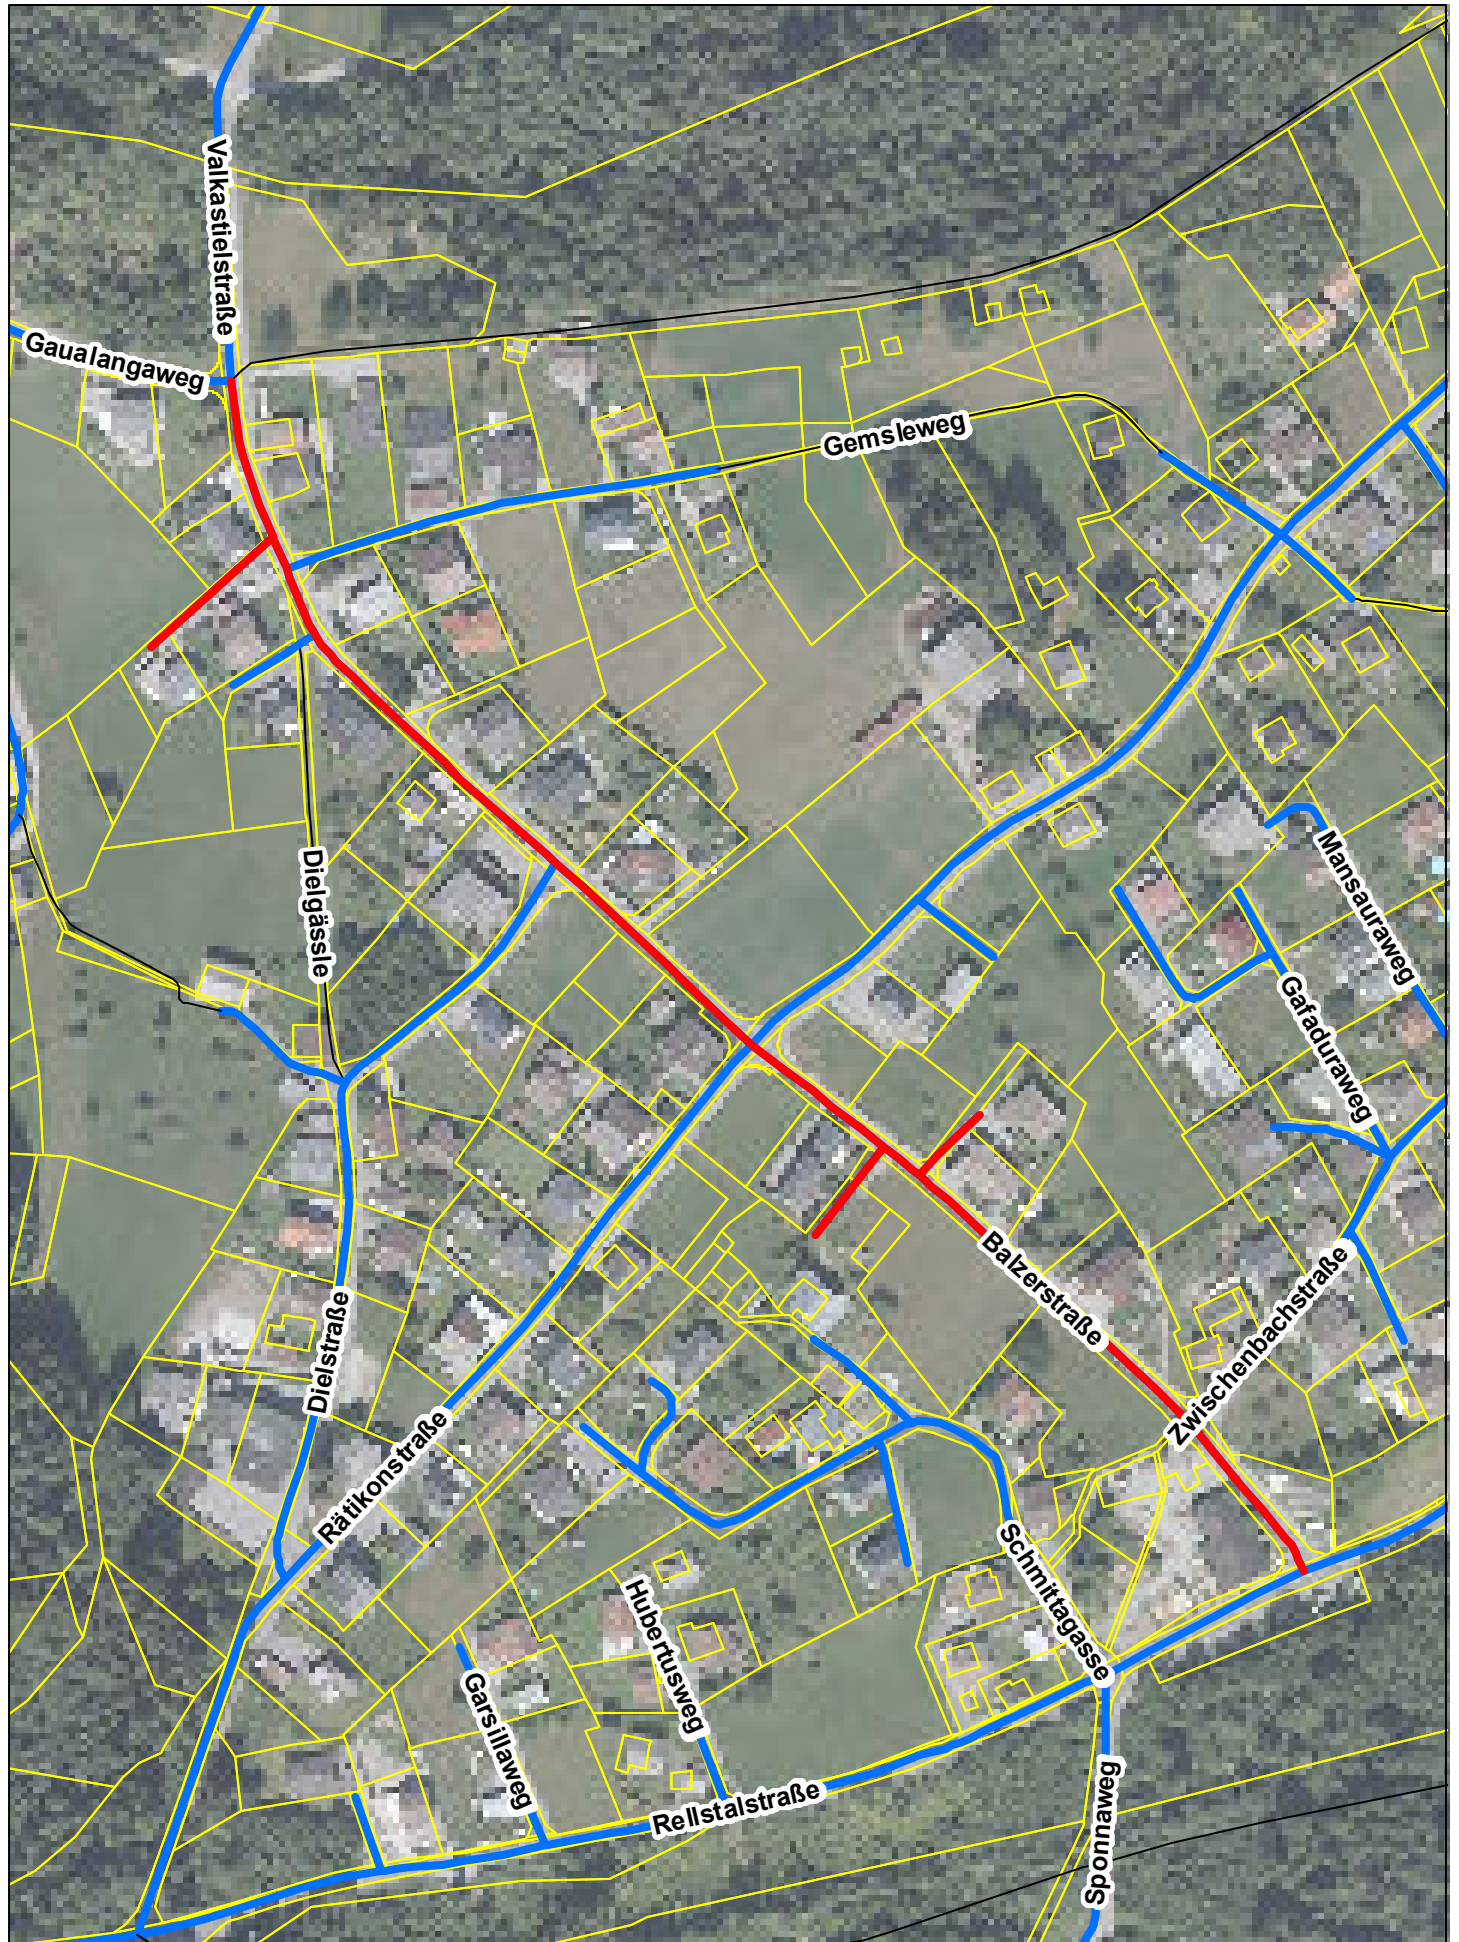 Valkastielstraße
Gaualangaweg
Gemsleweg
Mansauraweg
Dielgässle
Gafaduraweg
Balzerstraße
Zwischenbachstraße
Dielstraße
Rätikonstraße
Schmittagasse
Hubertusweg
Garsillaweg
Rellstalstraße
Sponnaweg